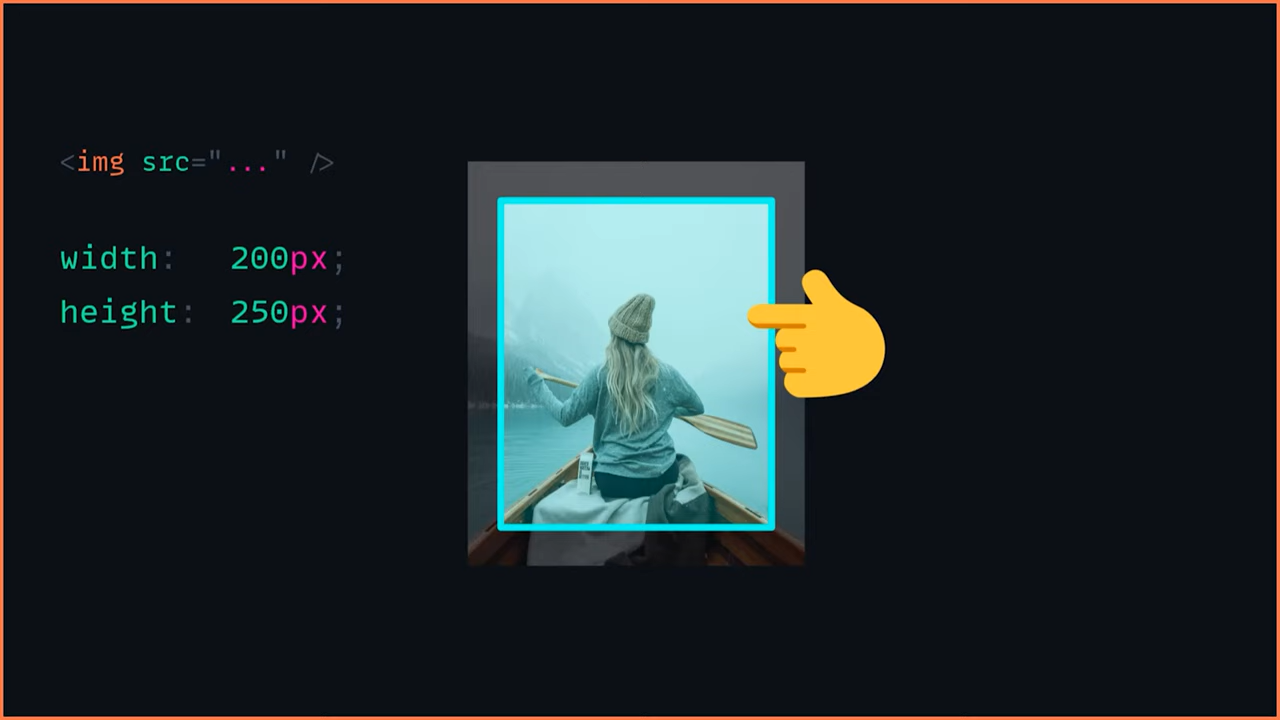 <img src="..." />
width: 200px;
height: 250px;